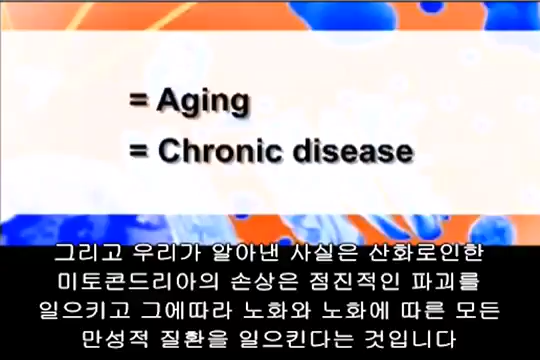 = Aging
= Chronic disease
그리고 우리가 알아낸 사실은 산화로인한
미토콘드리아의 손상은 점진적인 파괴를
일으키고 그에따라 노화와 노화에 따른 모든
만성적 질환을 일으킨다는 것입니다